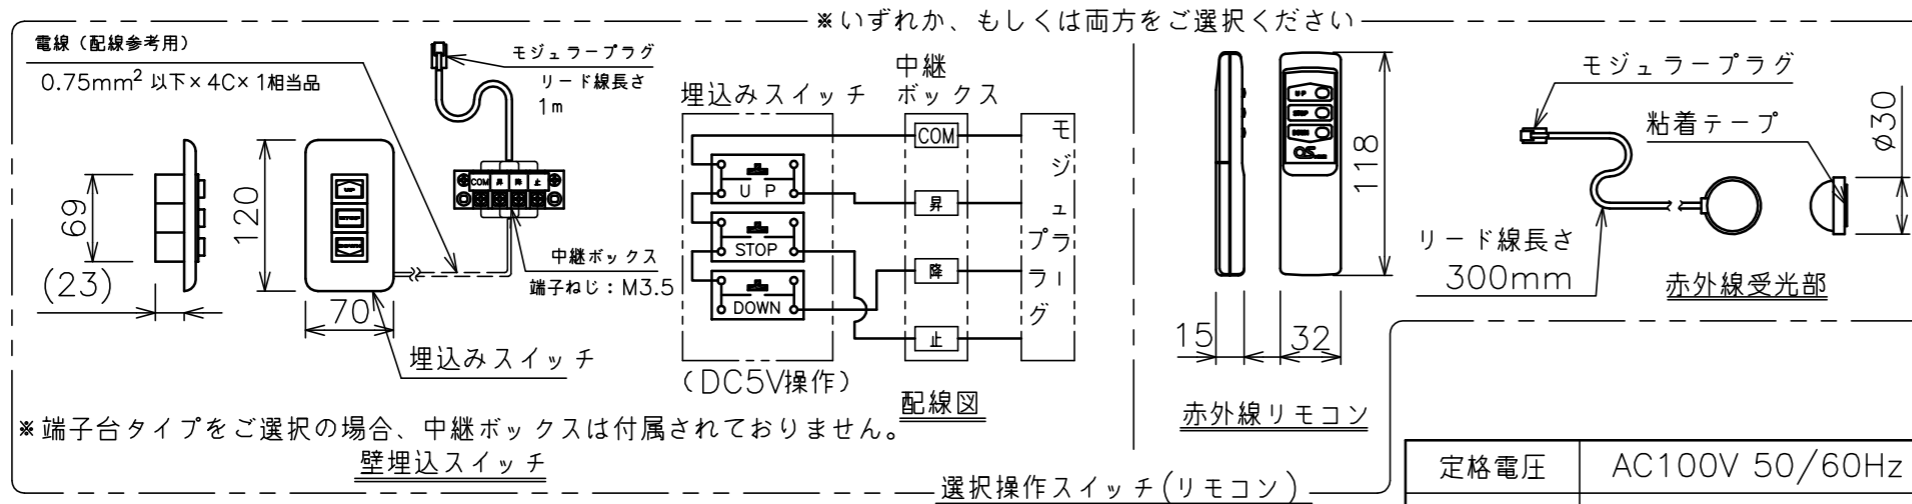 ※いずれか、もしくは両方をご選択ください
電線（配線参考用）
0.75mm² 以下×4C×1相当品
モジュラープラグ
リード線長さ
1m
69
(23)
120
70
COM 昇 降 止
中継ボックス
端子ねじ：M3.5
埋込みスイッチ
※端子台タイプをご選択の場合、中継ボックスは付属されておりません。
壁埋込スイッチ
埋込みスイッチ
中継
ボックス
UP
STOP
DOWN
COM
昇
降
止
モジュラープラグ
(DC5V操作)
配線図
UP
STOP
DOWN
OS
118
15
32
赤外線リモコン
モジュラープラグ
粘着テープ
ø30
リード線長さ
300mm
赤外線受光部
選択操作スイッチ(リモコン)
定格電圧 AC100V 50/60Hz